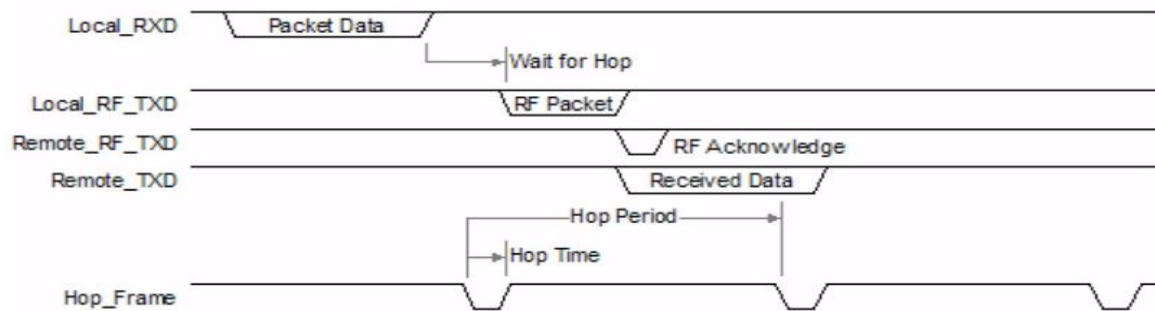 Local_RXD
Packet Data
Wait for Hop
Local_RF_TXD
RF Packet
Remote_RF_TXD
RF Acknowledge
Remote_TXD
Received Data
Hop Period
Hop Time
Hop_Frame